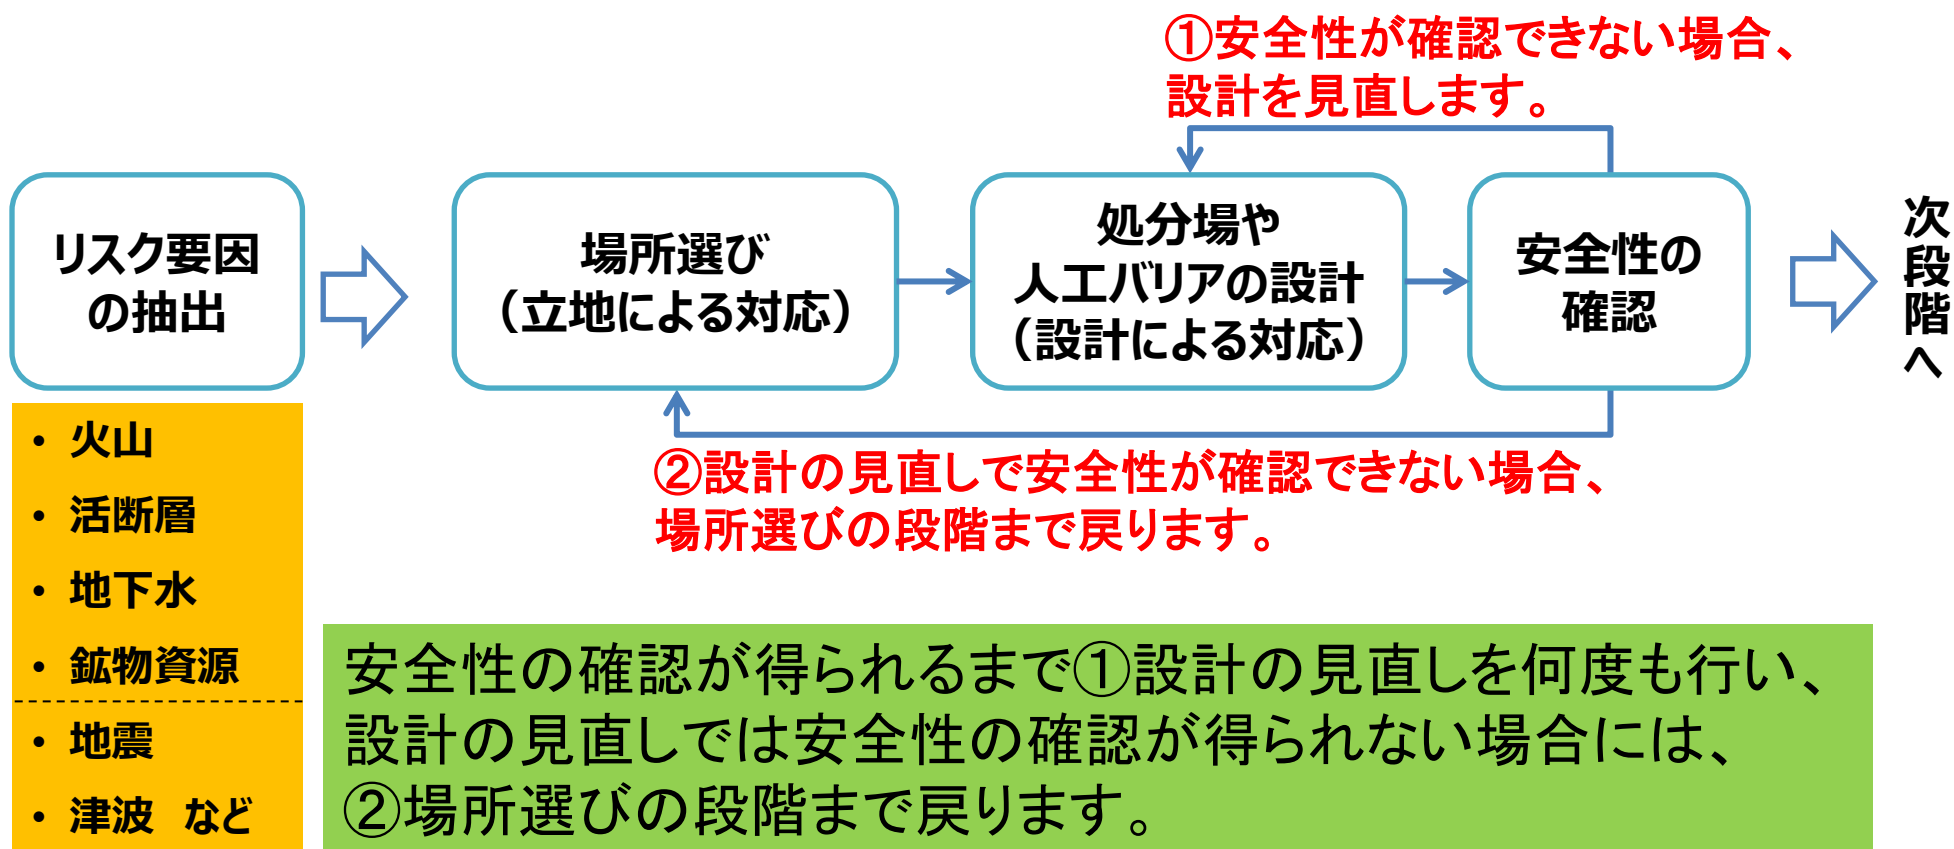 ①安全性が確認できない場合、
設計を見直します。
リスク要因
の抽出
場所選び
（立地による対応）
処分場や
人工バリアの設計
（設計による対応）
安全性の
確認
次段階へ
②設計の見直しで安全性が確認できない場合、
場所選びの段階まで戻ります。
・火山
・活断層
・地下水
・鉱物資源
・地震
・津波　など
安全性の確認が得られるまで①設計の見直しを何度も行い、
設計の見直しでは安全性の確認が得られない場合には、
②場所選びの段階まで戻ります。